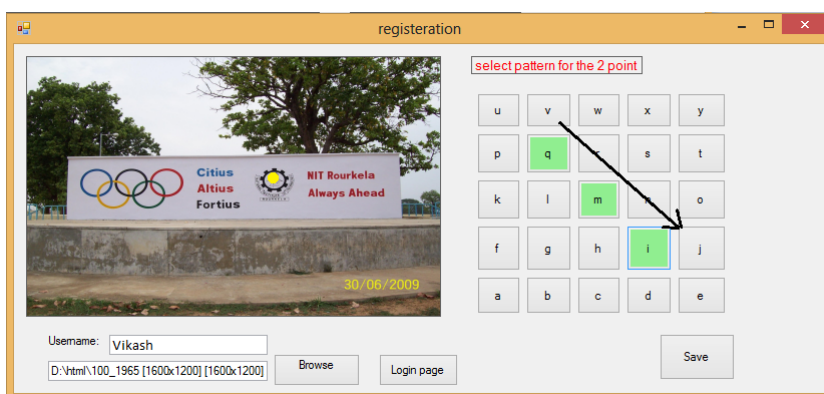 registeration
select pattern for the 2 point
Citius
Altius
Fortius
NIT Rourkela
Always Ahead
30/06/2009
u v w x y
p q r s t
k l m n o
f g h i j
a b c d e
Username: Vikash
D:\html\100_1965 [1600x1200] [1600x1200]
Browse
Login page
Save